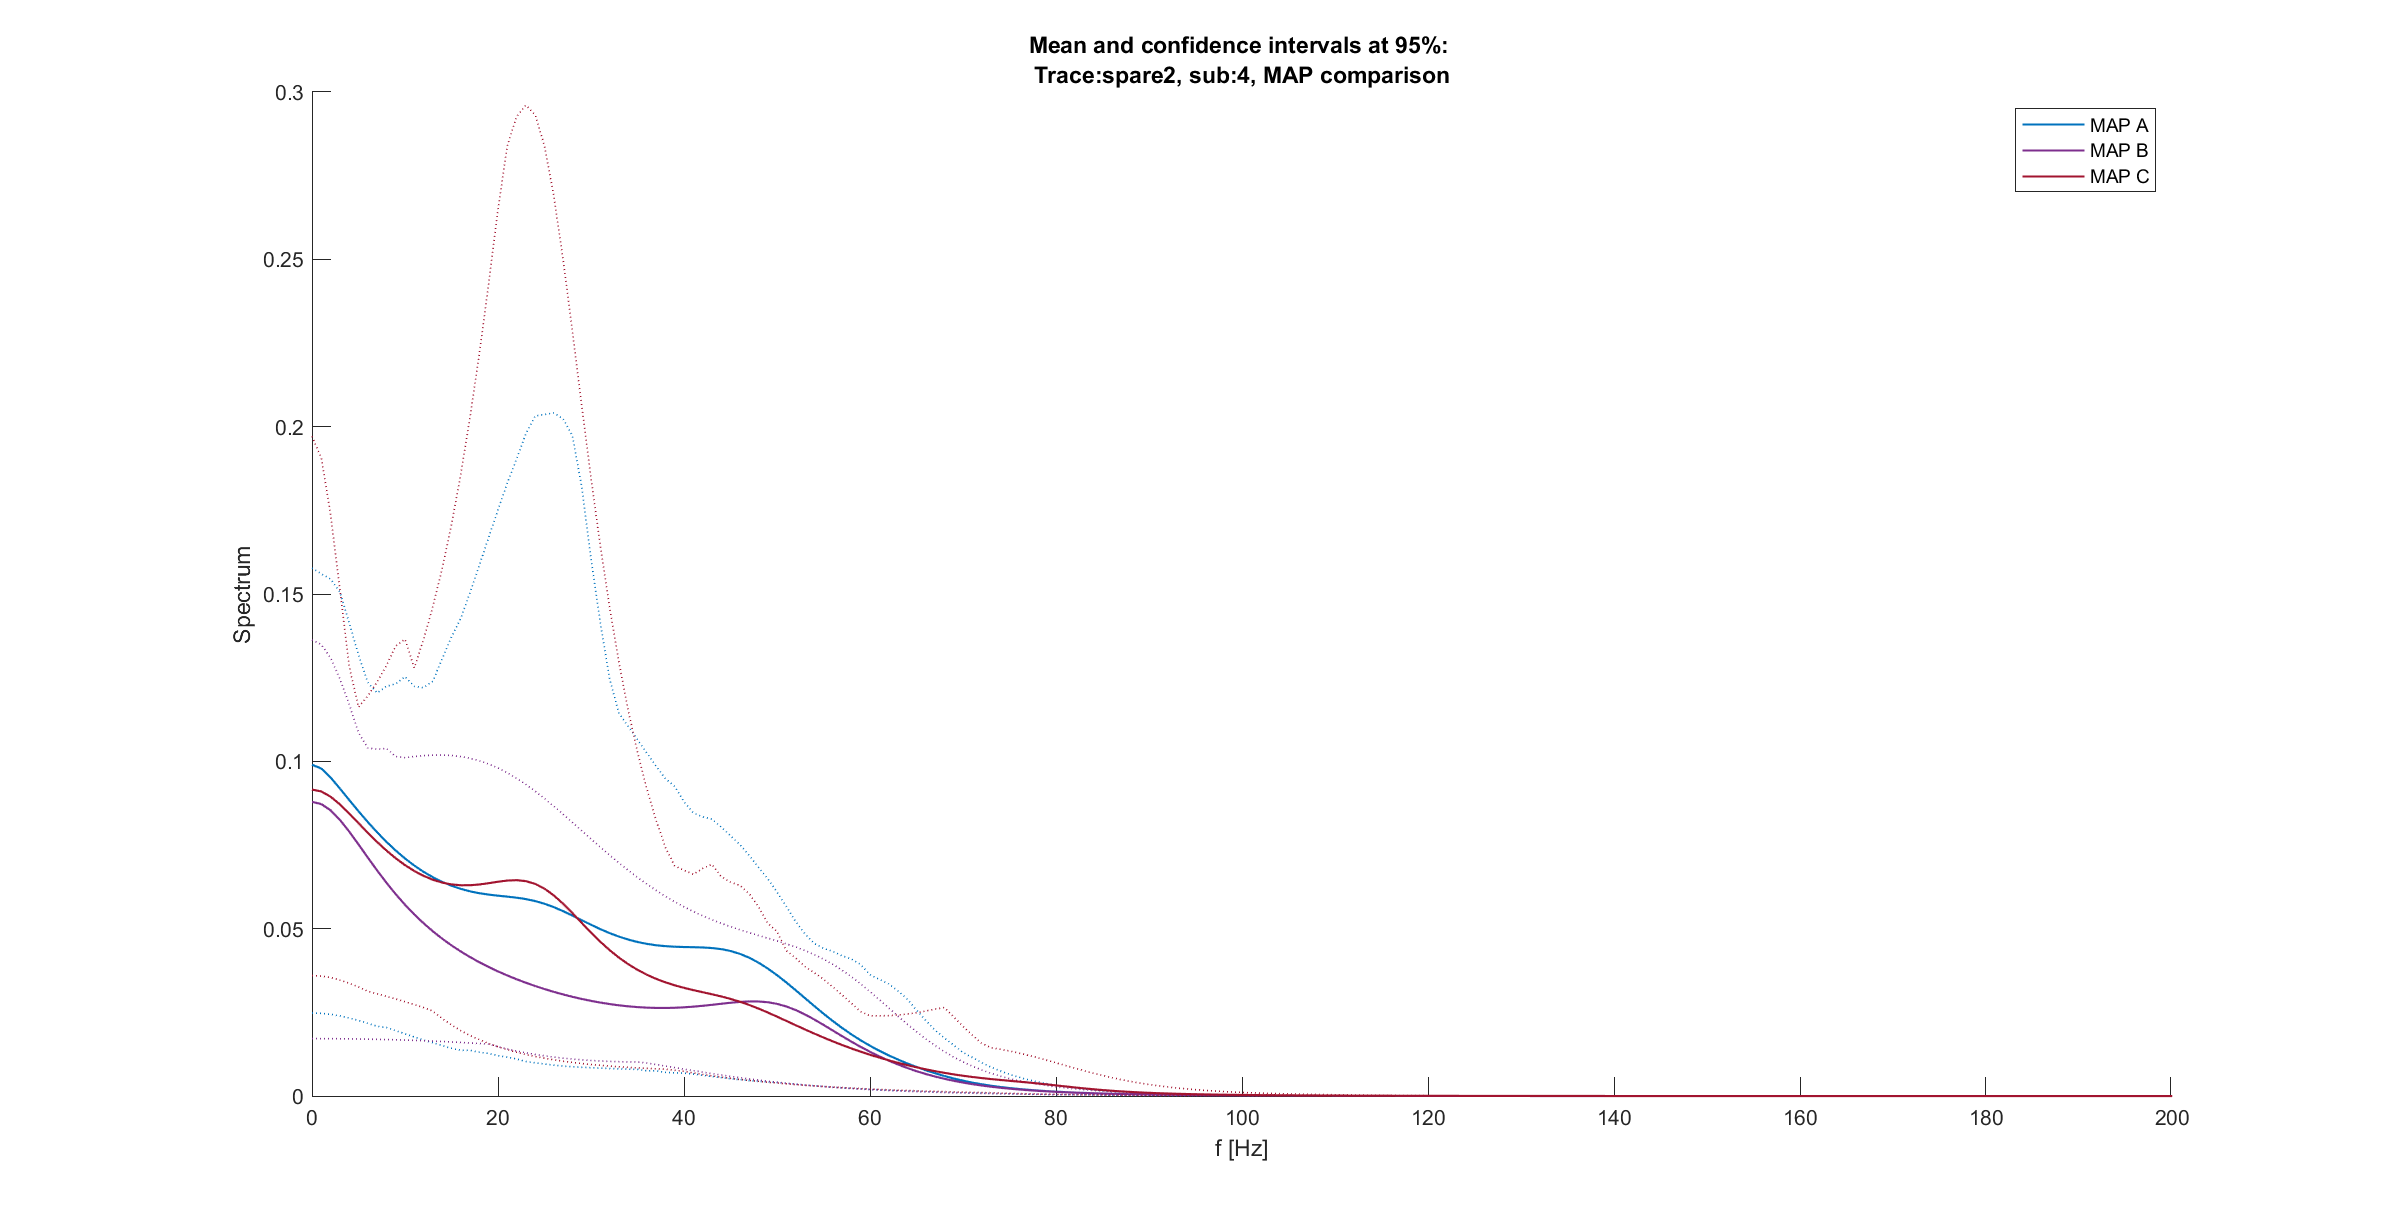 Mean and confidence intervals at 95%:
Trace:spare2, sub:4, MAP comparison
MAP A
MAP B
MAP C
Spectrum
0.3
0.25
0.2
0.15
0.1
0.05
0
0 20 40 60 80 100 120 140 160 180 200
f [Hz]